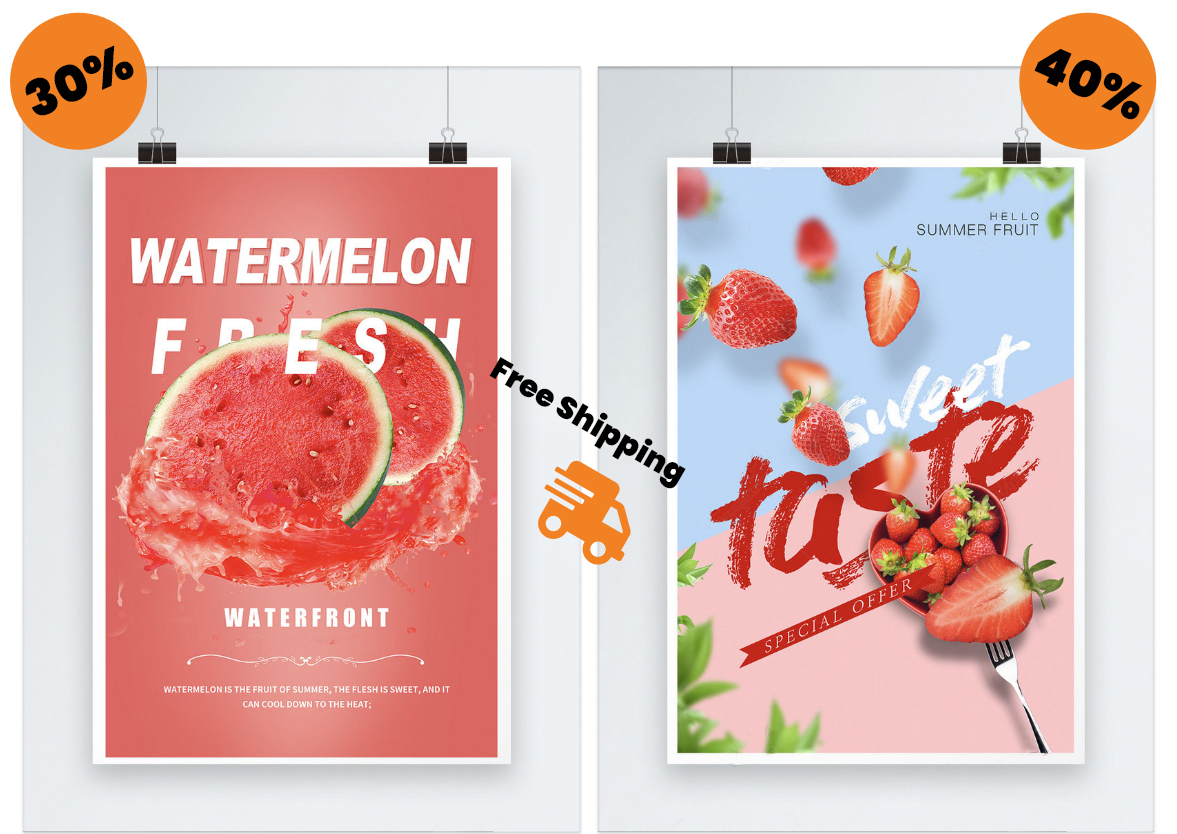 30%
WATERMELON
FRESH
WATERFRONT
WATERMELON IS THE FRUIT OF SUMMER, THE FLESH IS SWEET, AND IT
CAN COOL DOWN TO THE HEAT;
Free Shipping
40%
HELLO
SUMMER FRUIT
sweet
taste
SPECIAL OFFER